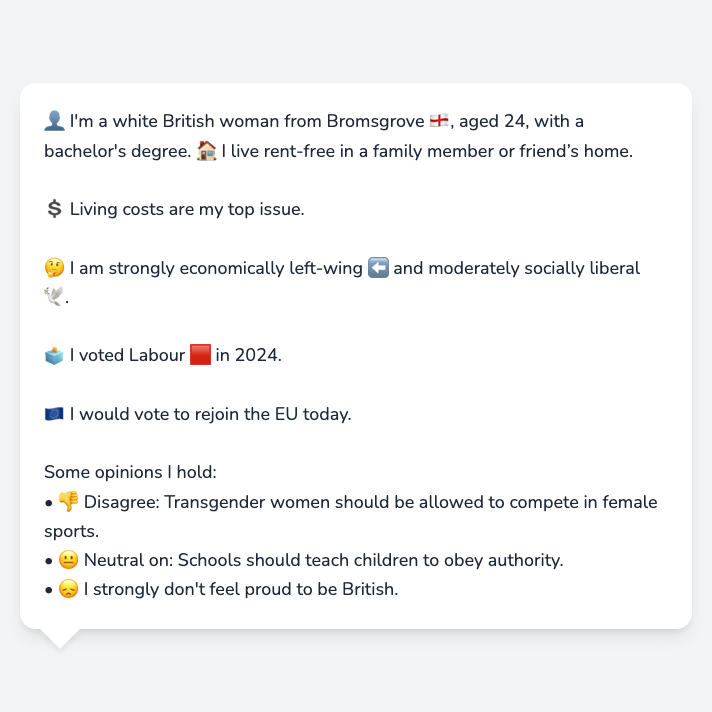 👤 I'm a white British woman from Bromsgrove 🏴󠁧󠁢󠁥󠁮󠁧󠁿, aged 24, with a
bachelor's degree. 🏠 I live rent-free in a family member or friend’s home.
💲 Living costs are my top issue.
🤔 I am strongly economically left-wing ⬅️ and moderately socially liberal
🕊️.
🗳️ I voted Labour 🟥 in 2024.
🇪🇺 I would vote to rejoin the EU today.
Some opinions I hold:
• 👎 Disagree: Transgender women should be allowed to compete in female
sports.
• 😐 Neutral on: Schools should teach children to obey authority.
• 😞 I strongly don't feel proud to be British.